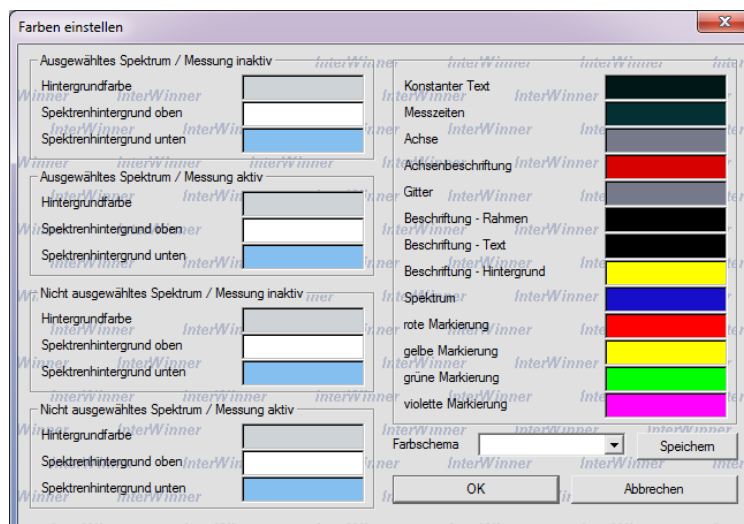 Farben einstellen
Ausgewähltes Spektrum / Messung inaktiv
Hintergrundfarbe
Spektrenhintergrund oben
Spektrenhintergrund unten
Ausgewähltes Spektrum / Messung aktiv
Hintergrundfarbe
Spektrenhintergrund oben
Spektrenhintergrund unten
Nicht ausgewähltes Spektrum / Messung inaktiv
Hintergrundfarbe
Spektrenhintergrund oben
Spektrenhintergrund unten
Nicht ausgewähltes Spektrum / Messung aktiv
Hintergrundfarbe
Spektrenhintergrund oben
Spektrenhintergrund unten
Konstanter Text
Messzeiten
Achse
Achsenbeschriftung
Gitter
Beschriftung - Rahmen
Beschriftung - Text
Beschriftung - Hintergrund
Spektrum
rote Markierung
gelbe Markierung
grüne Markierung
violette Markierung
Farbschema
Speichern
OK
Abbrechen
InterWinner